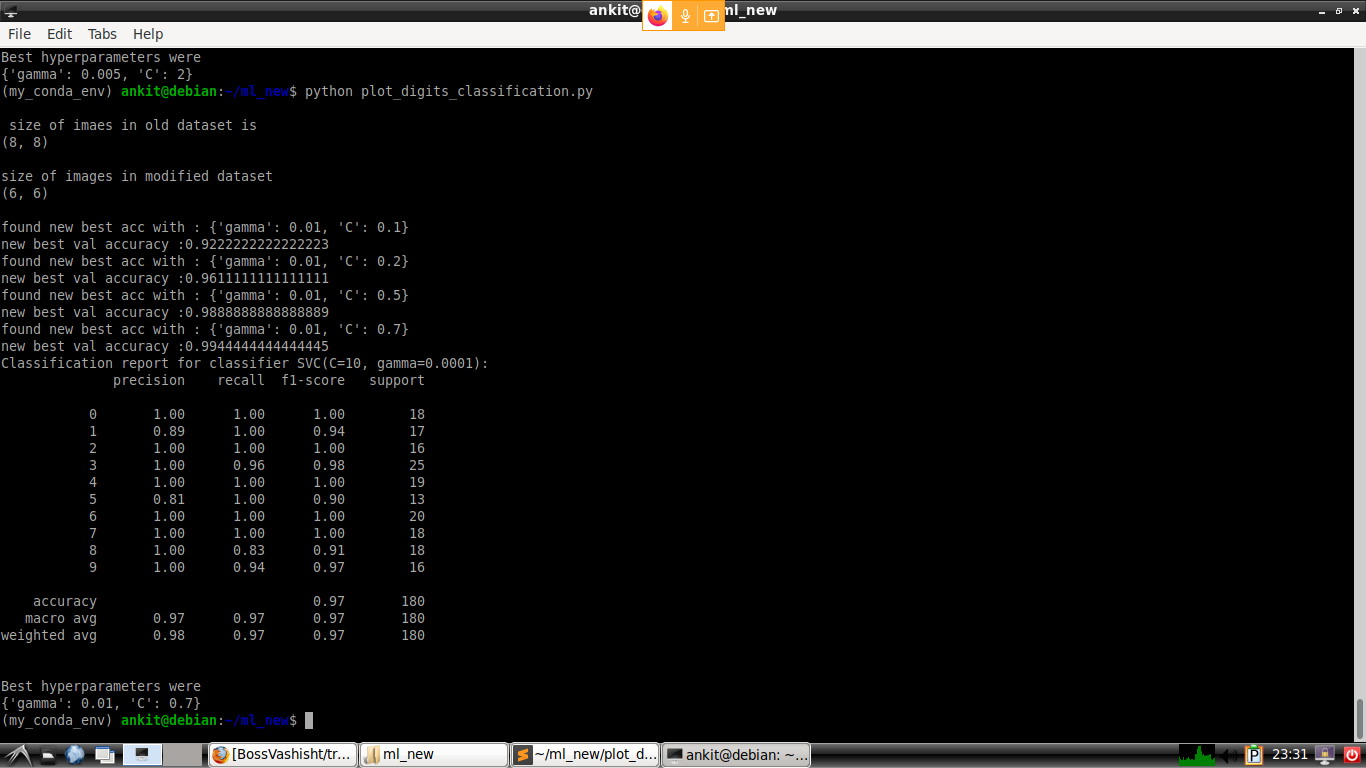 ankit@ ml_new
File Edit Tabs Help
Best hyperparameters were
{'gamma': 0.005, 'C': 2}
(my_conda_env) ankit@debian:~/ml_new$ python plot_digits_classification.py
size of imaes in old dataset is
(8, 8)
size of images in modified dataset
(6, 6)
found new best acc with : {'gamma': 0.01, 'C': 0.1}
new best val accuracy :0.9222222222222223
found new best acc with : {'gamma': 0.01, 'C': 0.2}
new best val accuracy :0.9611111111111111
found new best acc with : {'gamma': 0.01, 'C': 0.5}
new best val accuracy :0.9888888888888889
found new best acc with : {'gamma': 0.01, 'C': 0.7}
new best val accuracy :0.9944444444444445
Classification report for classifier SVC(C=10, gamma=0.0001):
precision recall f1-score support
0 1.00 1.00 1.00 18
1 0.89 1.00 0.94 17
2 1.00 1.00 1.00 16
3 1.00 0.96 0.98 25
4 1.00 1.00 1.00 19
5 0.81 1.00 0.90 13
6 1.00 1.00 1.00 20
7 1.00 1.00 1.00 18
8 1.00 0.83 0.91 18
9 1.00 0.94 0.97 16
accuracy 0.97 180
macro avg 0.97 0.97 0.97 180
weighted avg 0.98 0.97 0.97 180
Best hyperparameters were
{'gamma': 0.01, 'C': 0.7}
(my_conda_env) ankit@debian:~/ml_new$
[BossVashisht/tr... ml_new ~/ml_new/plot_d... ankit@debian: ~... P 23:31